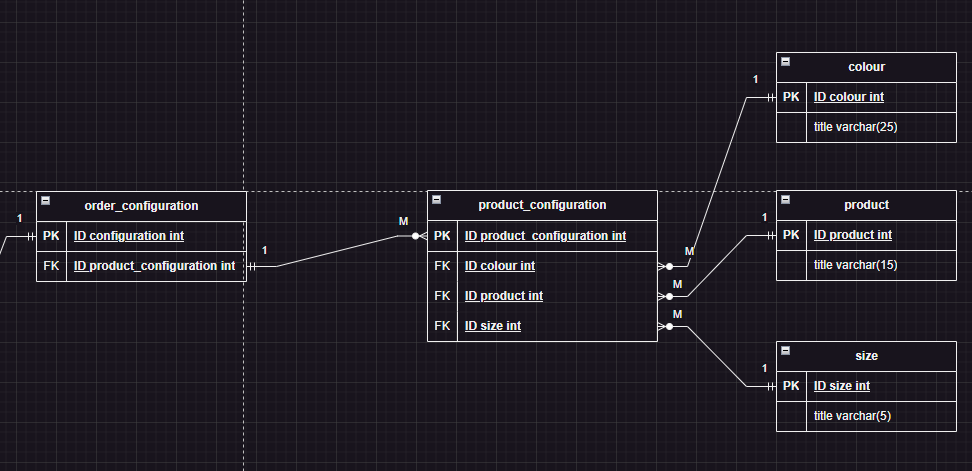 colour
1
PK ID colour int
title varchar(25)
order_configuration
1
PK ID configuration int
FK ID product_configuration int
1
product_configuration
M
PK ID product_configuration int
FK ID colour int
M
FK ID product int
M
FK ID size int
M
product
1
PK ID product int
title varchar(15)
size
1
PK ID size int
title varchar(5)